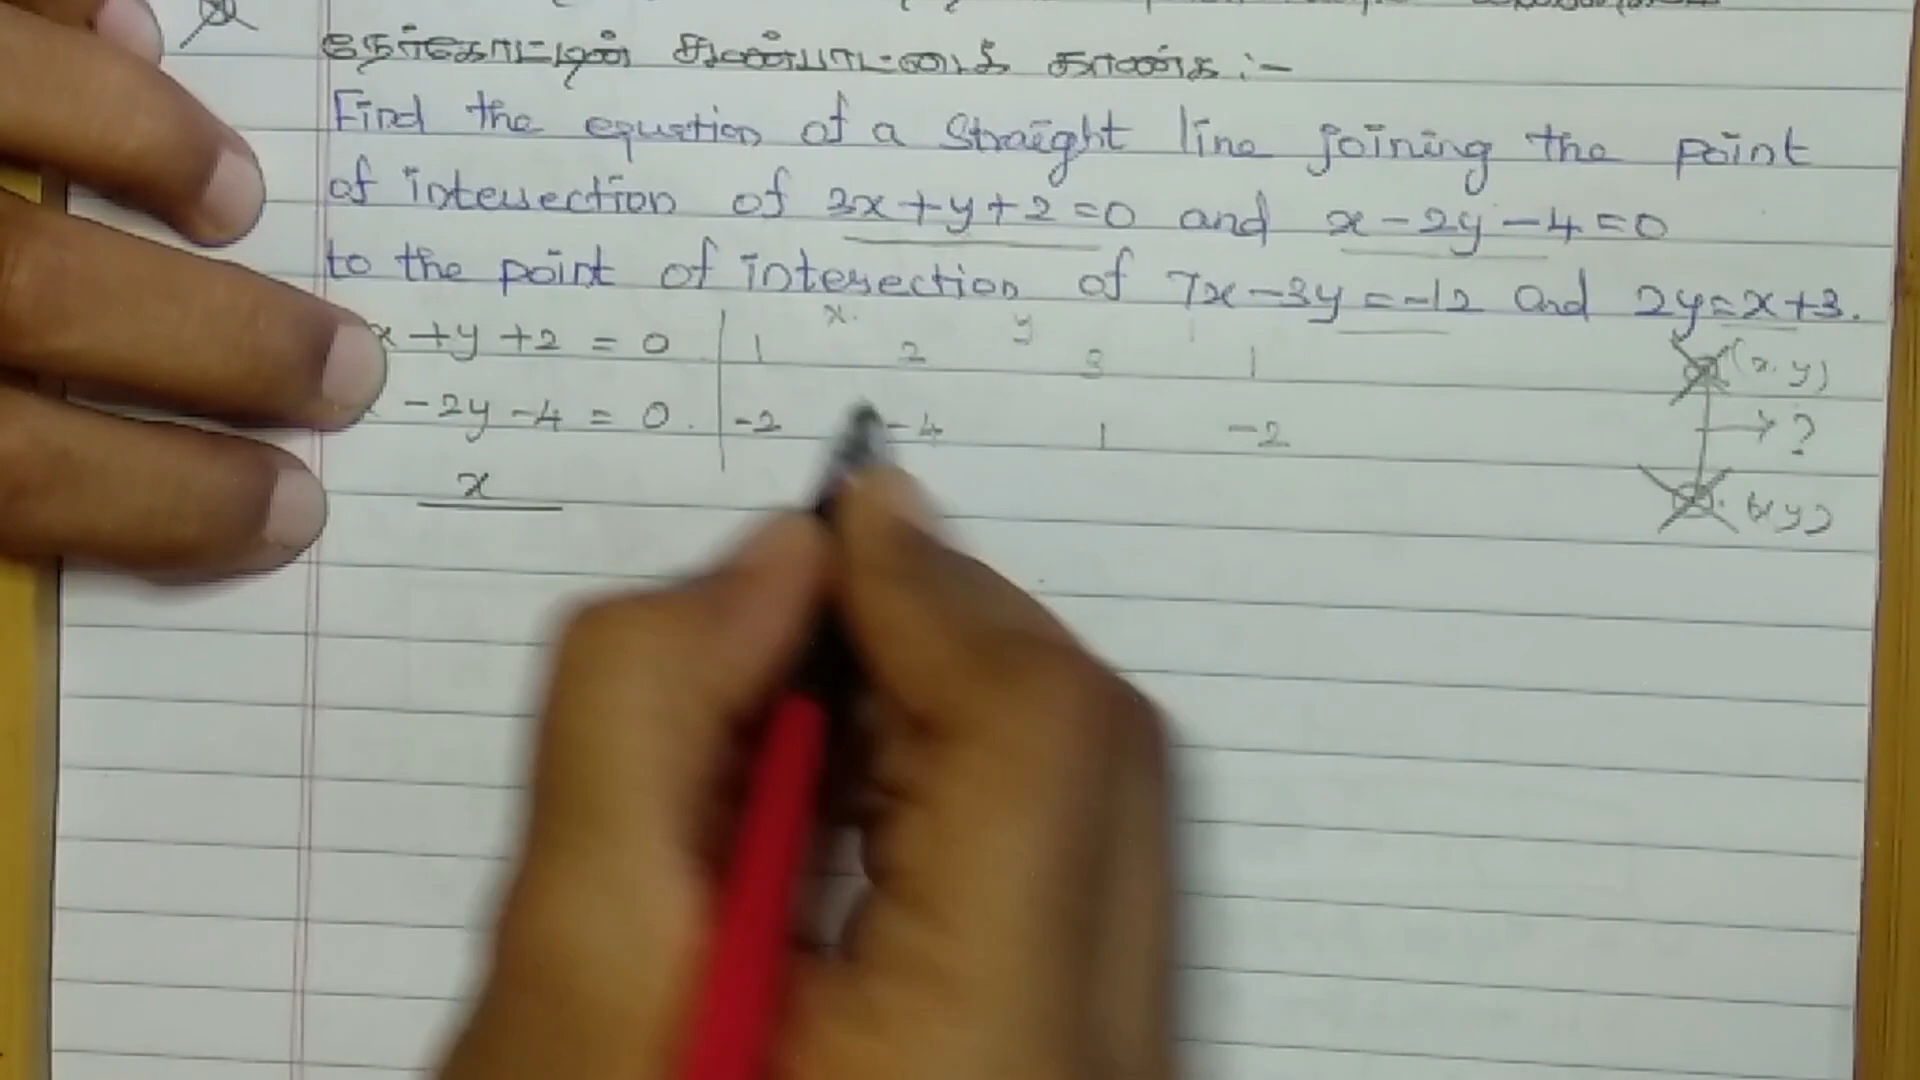 நேர்கோட்டின் சமன்பாட்டைக் காண்க :-
Find the equation of a Straight line joining the point
of intersection of 3x+y+2=0 and x-2y-4=0
to the point of intersection of 7x-3y=-12 and 2y=x+3.
x y
x+y+2 = 0 | 1 2 3 1 (x.y)
-2y-4 = 0. | -2 -4 1 -2 → ?
x